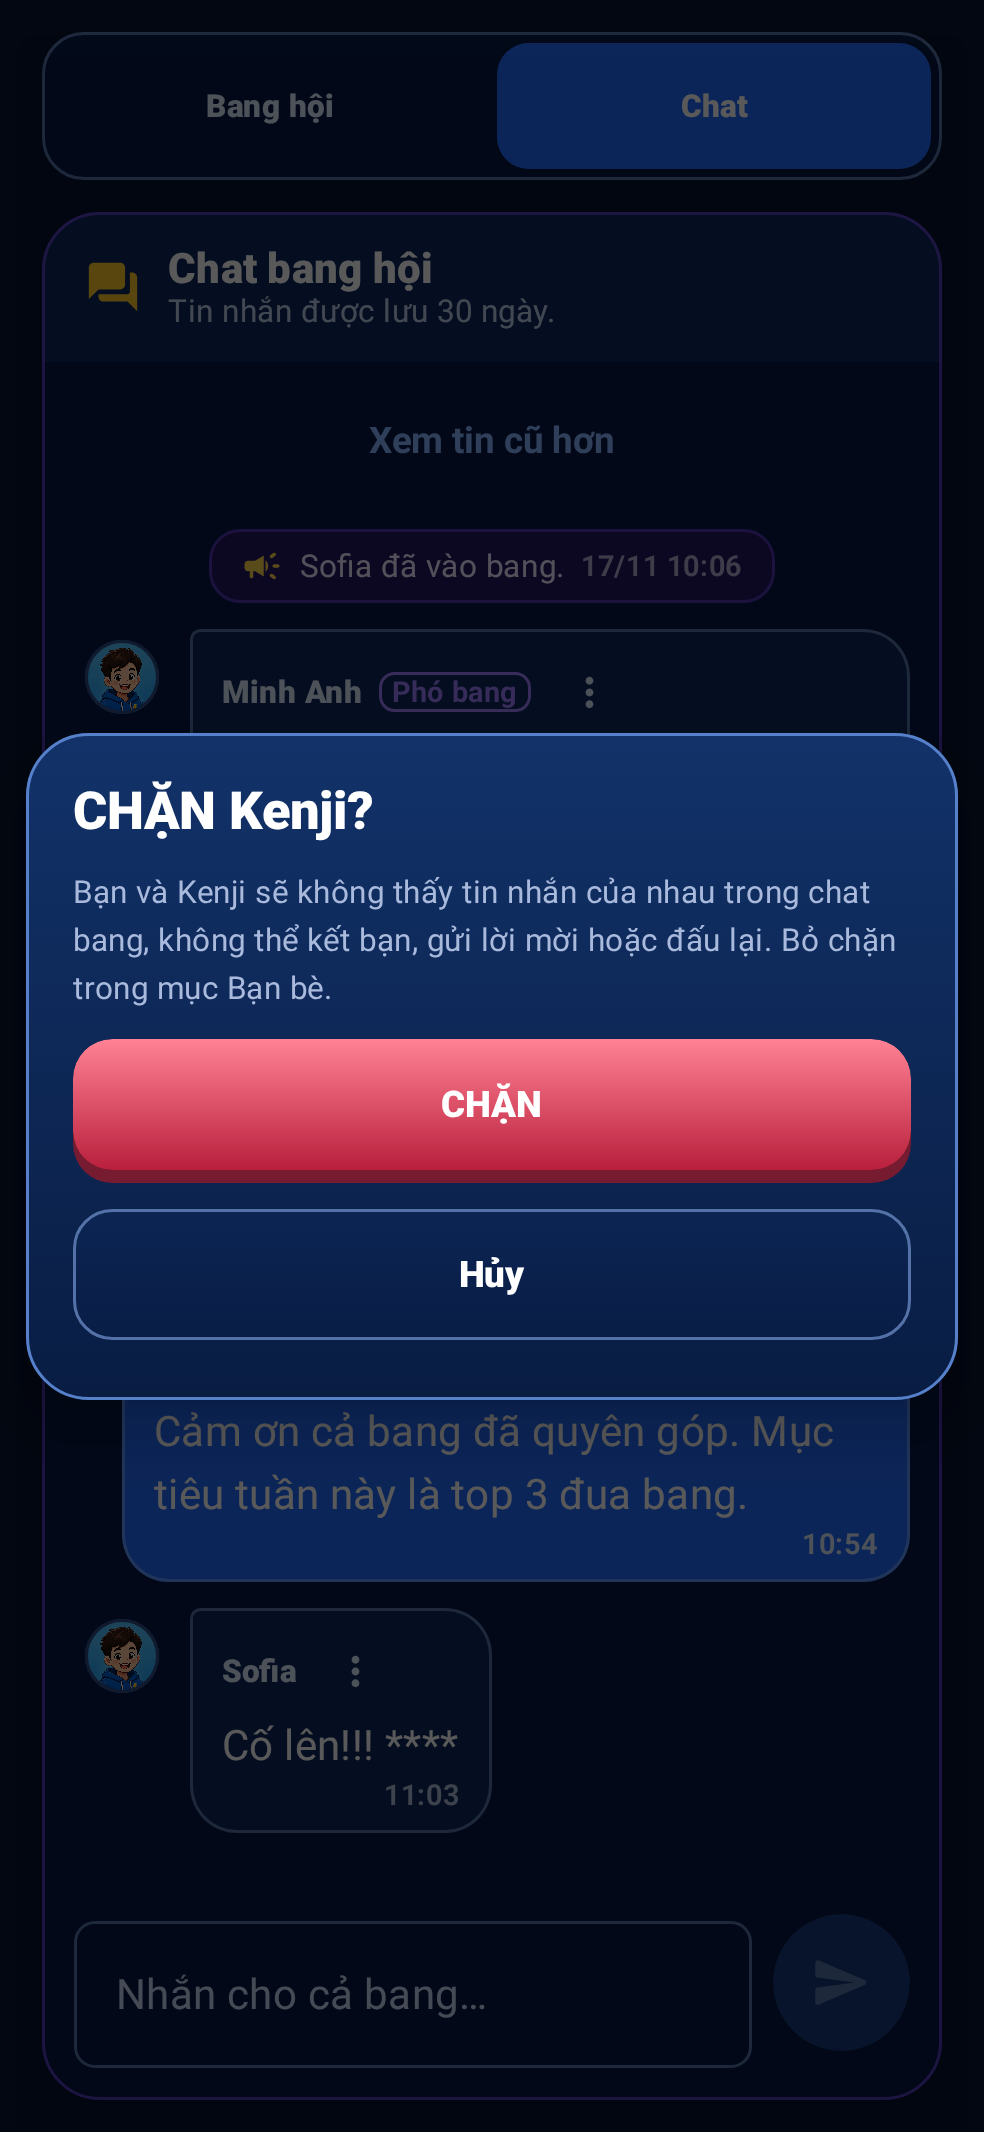 Bang hội
Chat
Chat bang hội
Tin nhắn được lưu 30 ngày.
Xem tin cũ hơn
Sofia đã vào bang. 17/11 10:06
Minh Anh Phó bang
CHẶN Kenji?
Bạn và Kenji sẽ không thấy tin nhắn của nhau trong chat
bang, không thể kết bạn, gửi lời mời hoặc đấu lại. Bỏ chặn
trong mục Bạn bè.
CHẶN
Hủy
Cảm ơn cả bang đã quyên góp. Mục
tiêu tuần này là top 3 đua bang.
10:54
Sofia
Cố lên!!! ****
11:03
Nhắn cho cả bang...